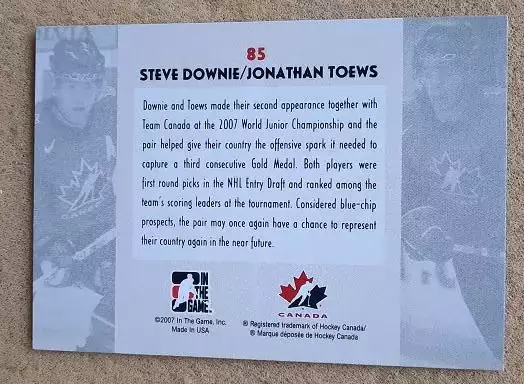 85
STEVE DOWNIE/JONATHAN TOEWS
Downie and Toews made their second appearance together with
Team Canada at the 2007 World Junior Championship and the
pair helped give their country the offensive spark it needed to
capture a third consecutive Gold Medal. Both players were
first round picks in the NHL Entry Draft and ranked among the
team's scoring leaders at the tournament. Considered blue-chip
prospects, the pair may once again have a chance to represent
their country again in the near future.
IN
THE
GAME.
©2007 In The Game, Inc.
Made In USA
CANADA
® Registered trademark of Hockey Canada/
® Marque déposée de Hockey Canada